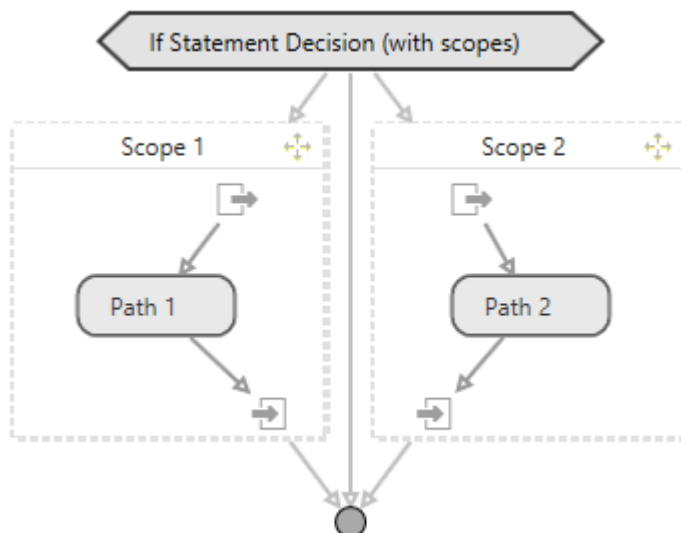 If Statement Decision (with scopes)
Scope 1
Scope 2
Path 1
Path 2